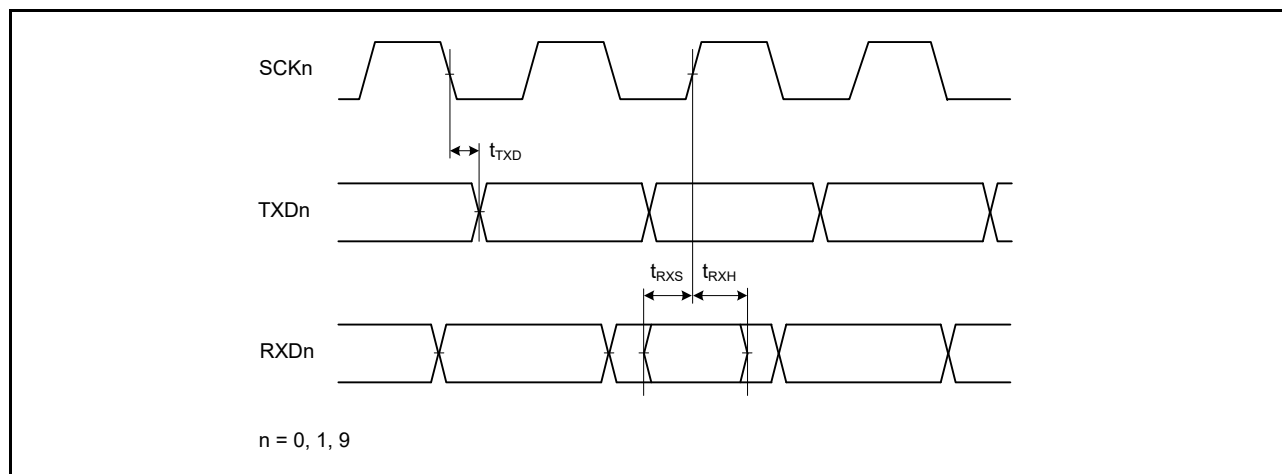 SCKn
tTXD
TXDn
tRXS tRXH
RXDn
n = 0, 1, 9